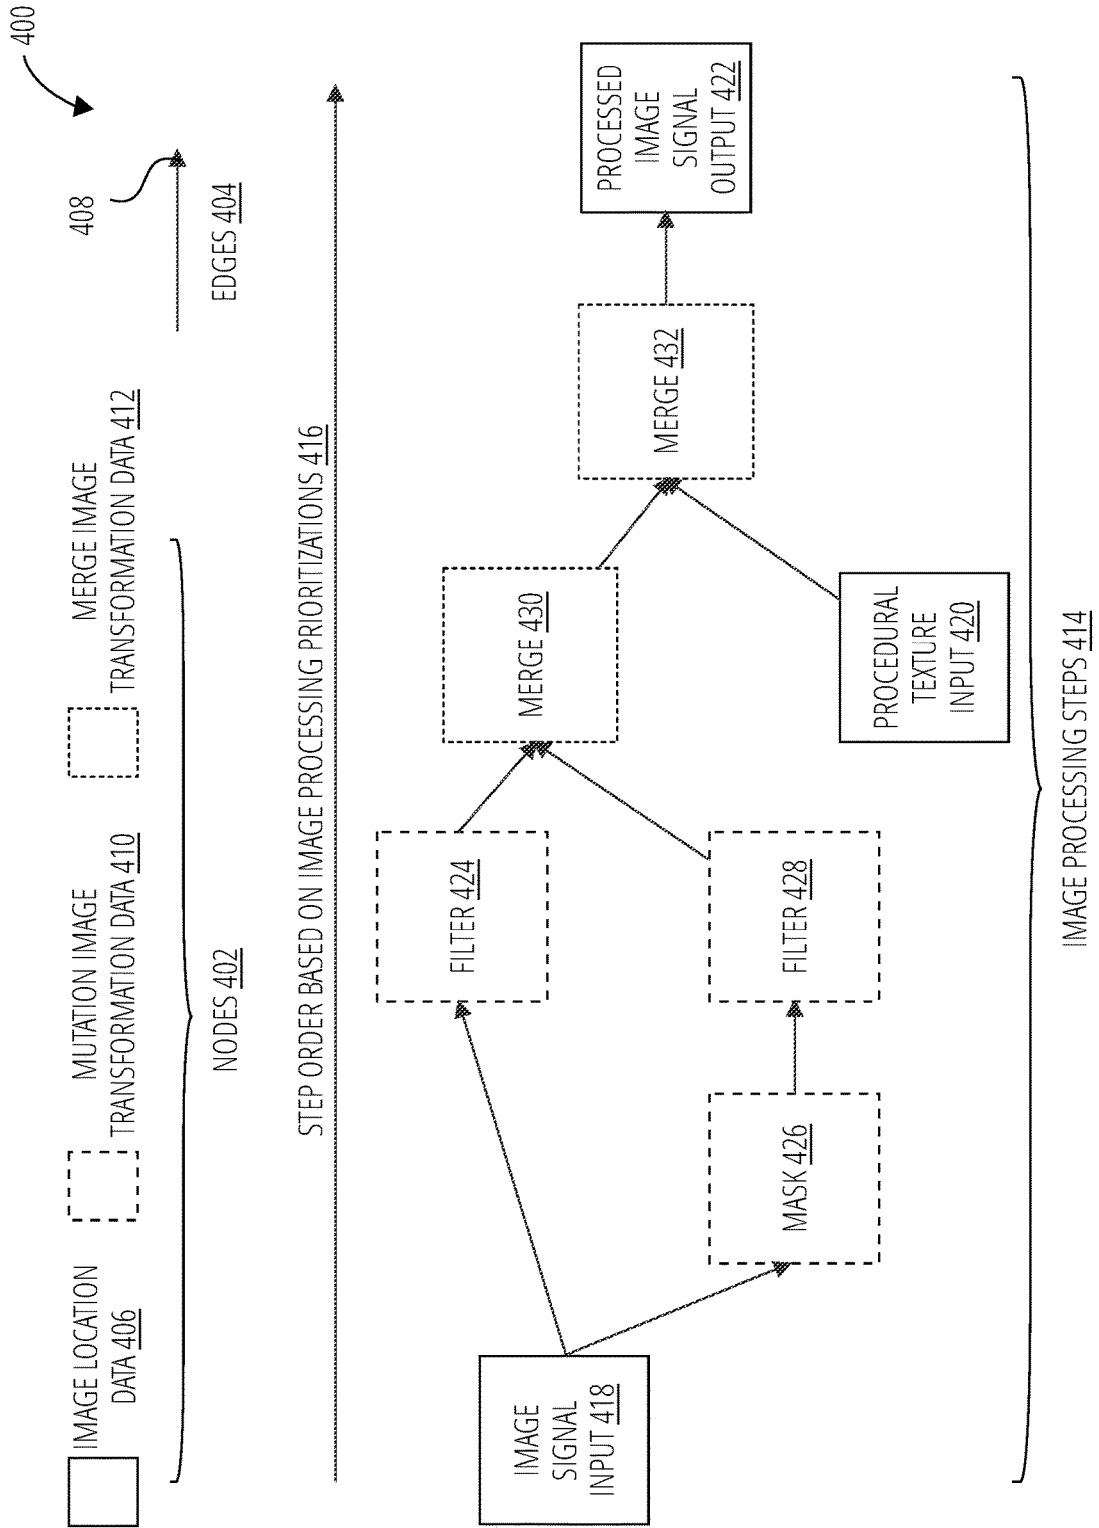 400
IMAGE LOCATION
DATA 406
MUTATION IMAGE
TRANSFORMATION DATA 410
MERGE IMAGE
TRANSFORMATION DATA 412
408
NODES 402
EDGES 404
STEP ORDER BASED ON IMAGE PROCESSING PRIORITIZATIONS 416
IMAGE
SIGNAL
INPUT 418
FILTER 424
MASK 426
FILTER 428
MERGE 430
PROCEDURAL
TEXTURE
INPUT 420
MERGE 432
PROCESSED
IMAGE
SIGNAL
OUTPUT 422
IMAGE PROCESSING STEPS 414